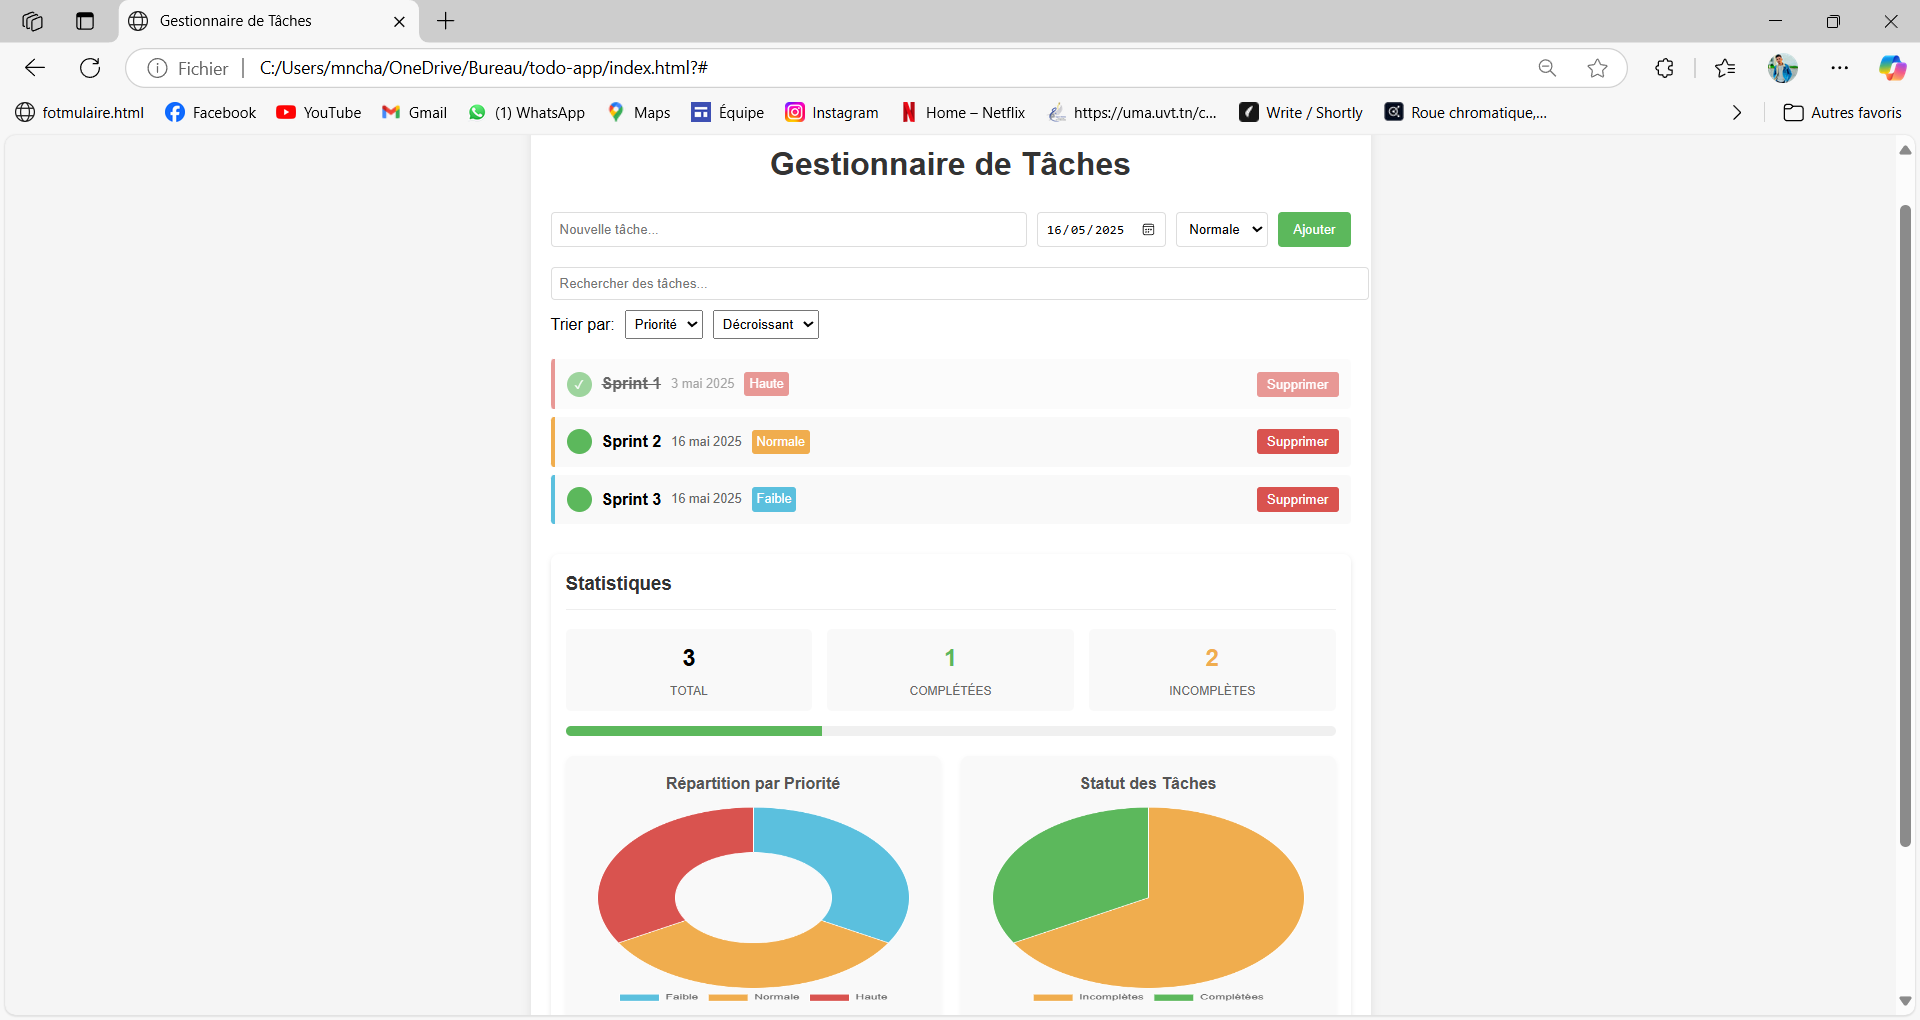 Gestionnaire de Tâches
Fichier C:/Users/mncha/OneDrive/Bureau/todo-app/index.html?#
fotmulaire.html Facebook YouTube Gmail (1) WhatsApp Maps Équipe Instagram Home – Netflix https://uma.uvt.tn/c... Write / Shortly Roue chromatique,... Autres favoris
Gestionnaire de Tâches
Nouvelle tâche... 16/05/2025 Normale Ajouter
Rechercher des tâches...
Trier par: Priorité Décroissant
✓ Sprint 1 3 mai 2025 Haute Supprimer
Sprint 2 16 mai 2025 Normale Supprimer
Sprint 3 16 mai 2025 Faible Supprimer
Statistiques
3 1 2
TOTAL COMPLÉTÉES INCOMPLÈTES
Répartition par Priorité Statut des Tâches
Faible Normale Haute Incomplètes Complétées